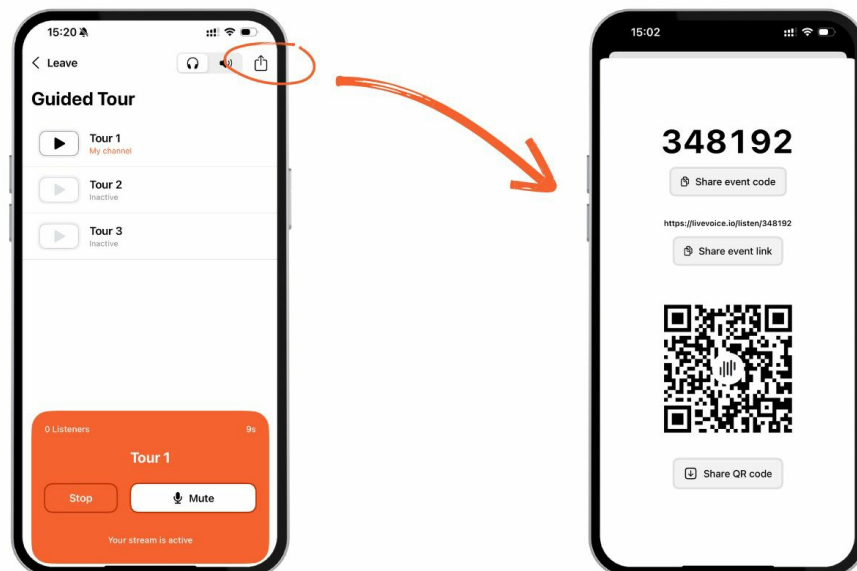 15:20
Leave
Guided Tour
Tour 1
My channel
Tour 2
Inactive
Tour 3
Inactive
0 Listeners
9s
Tour 1
Stop
Mute
Your stream is active
15:02
348192
Share event code
https://livevoice.io/listen/348192
Share event link
Share QR code